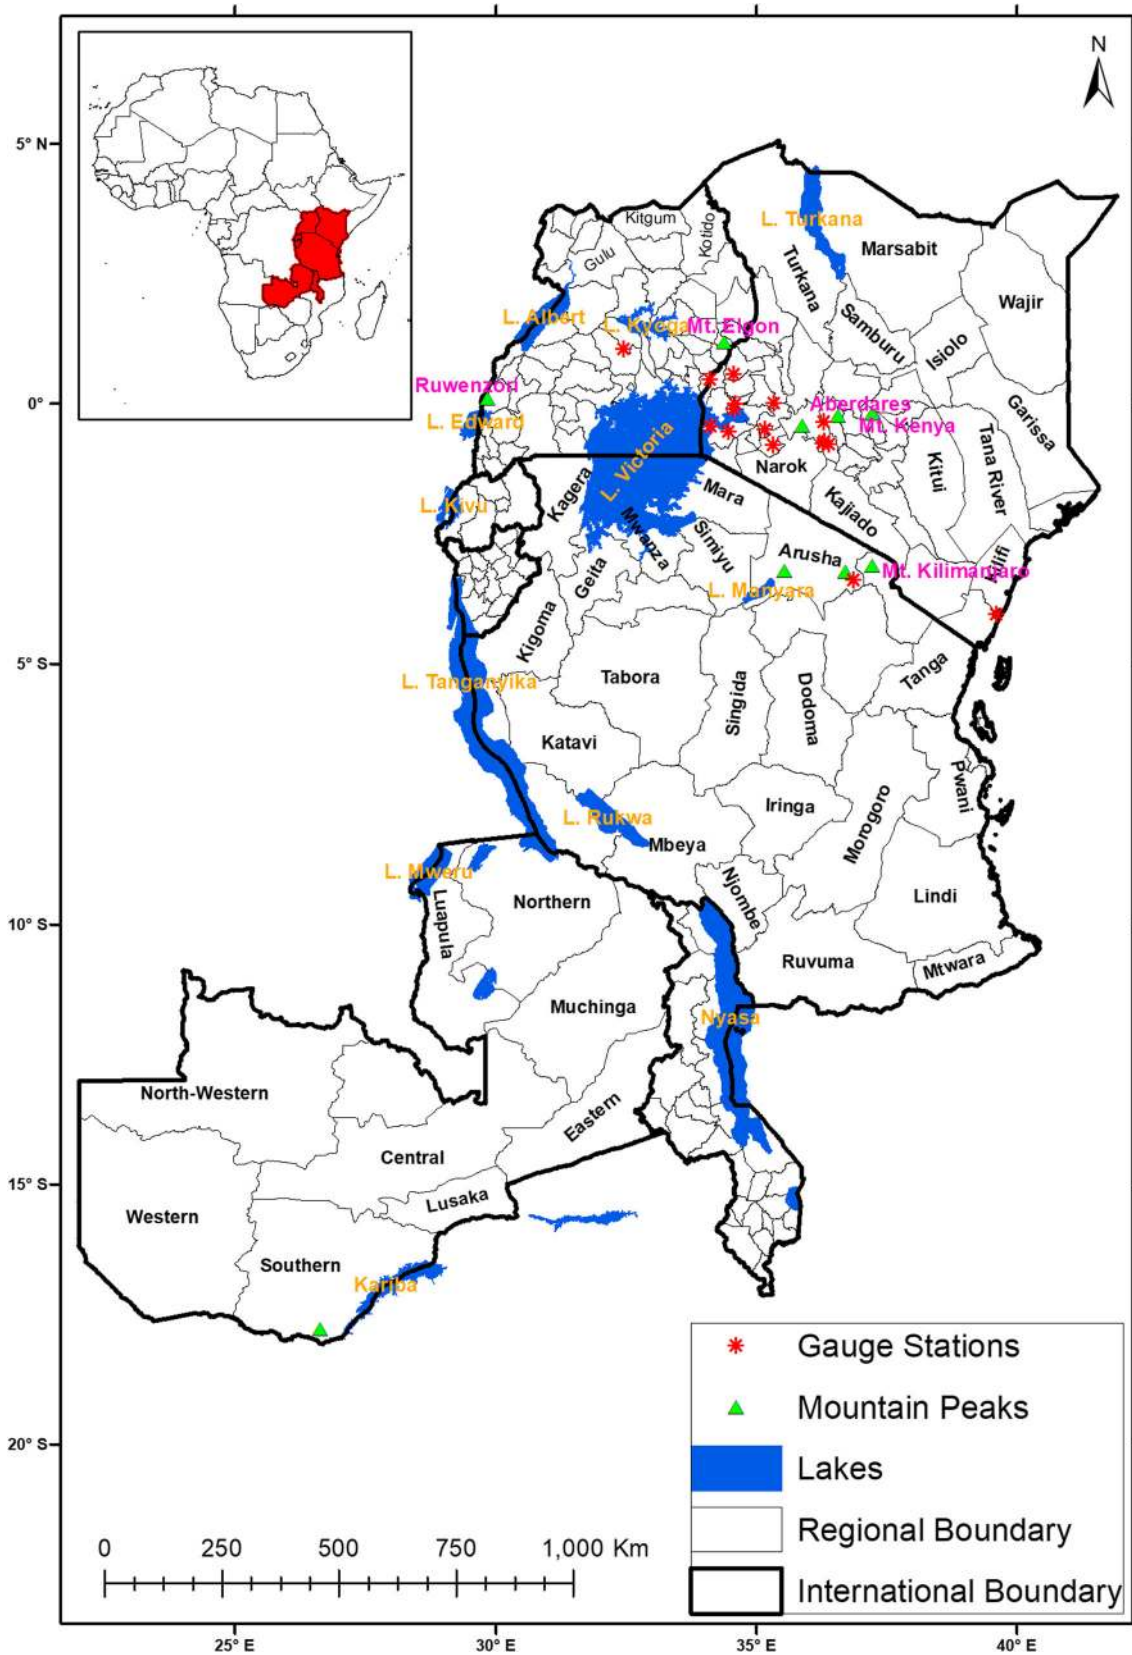 N
5° N
0°
5° S
10° S
15° S
20° S
25° E
30° E
35° E
40° E
Kitgum
Kotido
Gulu
L. Turkana
Marsabit
Turkana
Wajir
Samburu
Isiolo
L. Albert
L. Kyoga
Mt. Elgon
Ruwenzori
L. Edward
Aberdares
Mt. Kenya
Garissa
Tana River
Kitui
Narok
Kajiado
L. Victoria
Kagera
Mara
L. Kivu
Mwanza
Simiyu
Geita
Arusha
Mt. Kilimanjaro
Kilifi
L. Manyara
Kigoma
Tabora
Singida
Dodoma
Tanga
L. Tanganyika
Katavi
Pwani
Iringa
Morogoro
L. Rukwa
Mbeya
L. Mweru
Luapula
Northern
Njombe
Lindi
Ruvuma
Mtwara
Muchinga
Nyasa
North-Western
Eastern
Central
Lusaka
Western
Southern
Kariba
Gauge Stations
Mountain Peaks
Lakes
Regional Boundary
International Boundary
0 250 500 750 1,000 Km